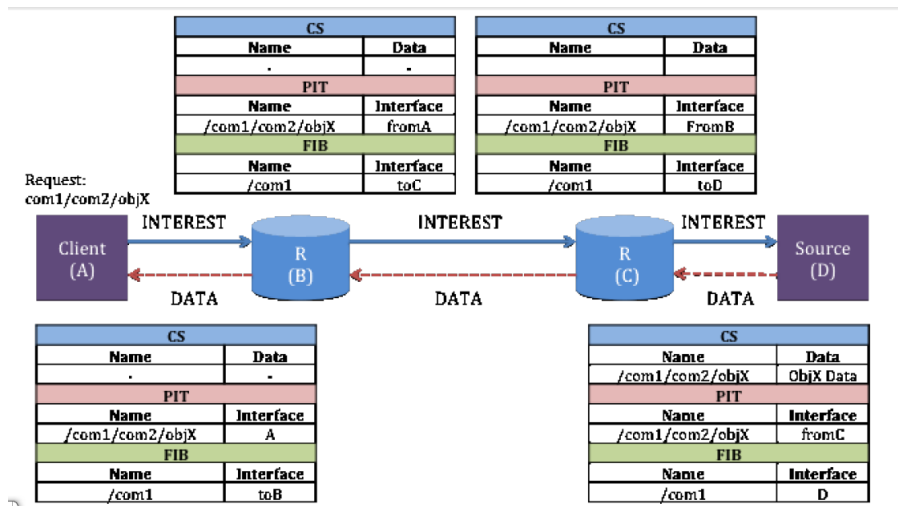 CS
Name Data
- -
PIT
Name Interface
/com1/com2/objX fromA
FIB
Name Interface
/com1 toC
CS
Name Data
PIT
Name Interface
/com1/com2/objX FromB
FIB
Name Interface
/com1 toD
Request:
com1/com2/objX
INTEREST INTEREST INTEREST
Client
(A)
R
(B)
R
(C)
Source
(D)
DATA DATA DATA
CS
Name Data
- -
PIT
Name Interface
/com1/com2/objX A
FIB
Name Interface
/com1 toB
CS
Name Data
/com1/com2/objX ObjX Data
PIT
Name Interface
/com1/com2/objX fromC
FIB
Name Interface
/com1 D